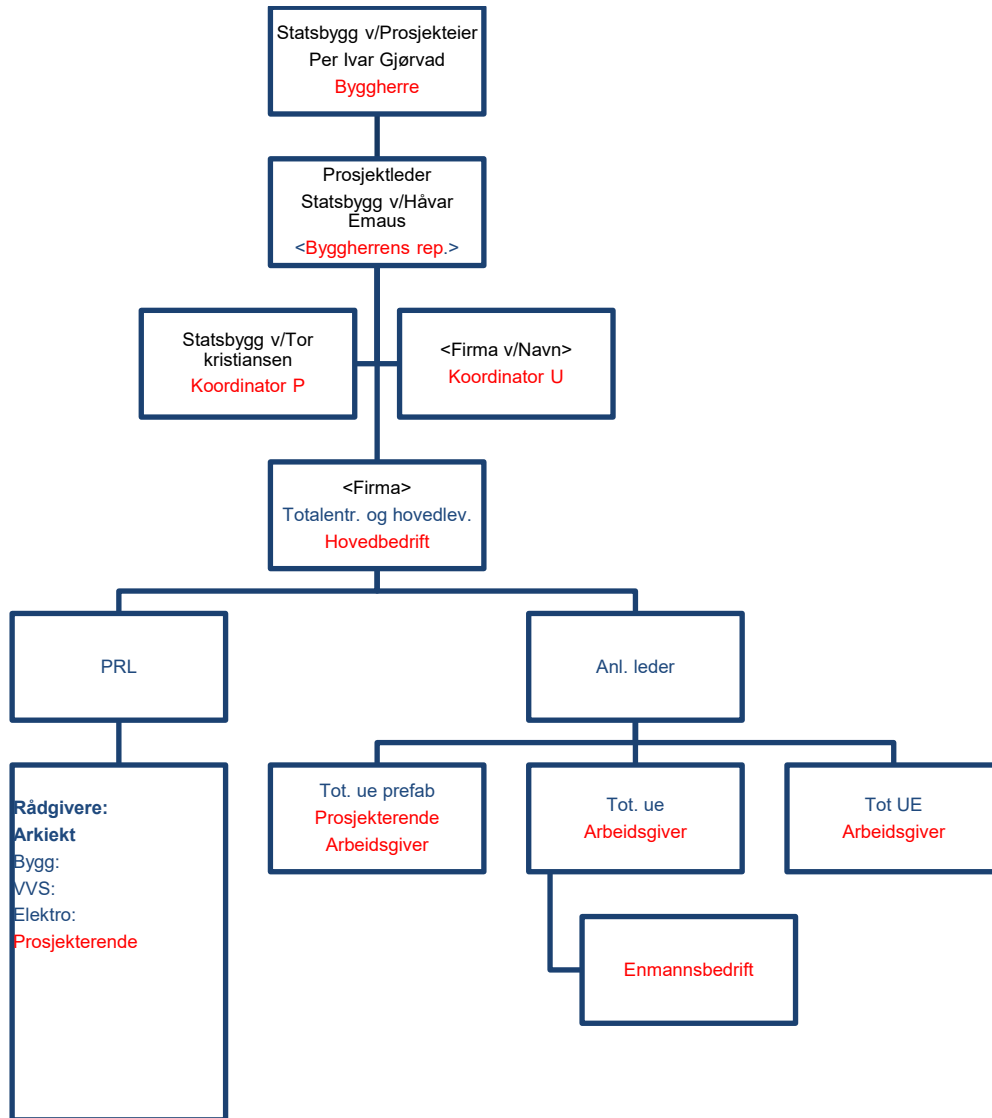 Statsbygg v/Prosjekteier
Per Ivar Gjørvad
Byggherre
Prosjektleder
Statsbygg v/Håvar
Emaus
<Byggherrens rep.>
Statsbygg v/Tor
kristiansen
Koordinator P
<Firma v/Navn>
Koordinator U
<Firma>
Totalentr. og hovedlev.
Hovedbedrift
PRL
Anl. leder
Rådgivere:
Arkiekt
Bygg:
VVS:
Elektro:
Prosjekterende
Tot. ue prefab
Prosjekterende
Arbeidsgiver
Tot. ue
Arbeidsgiver
Tot UE
Arbeidsgiver
Enmannsbedrift